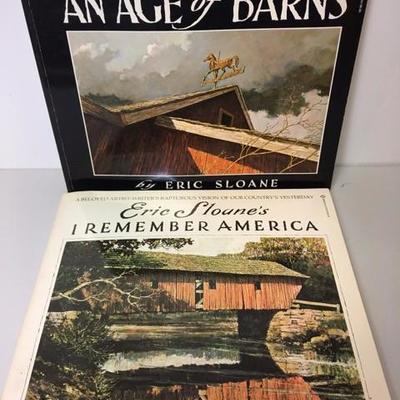 AN AGE of BARNS
by ERIC SLOANE
A BELOVED ARTIST-WRITER'S RAPTUROUS VISION OF OUR COUNTRY'S YESTERDAY
Eric Sloane's
I REMEMBER AMERICA